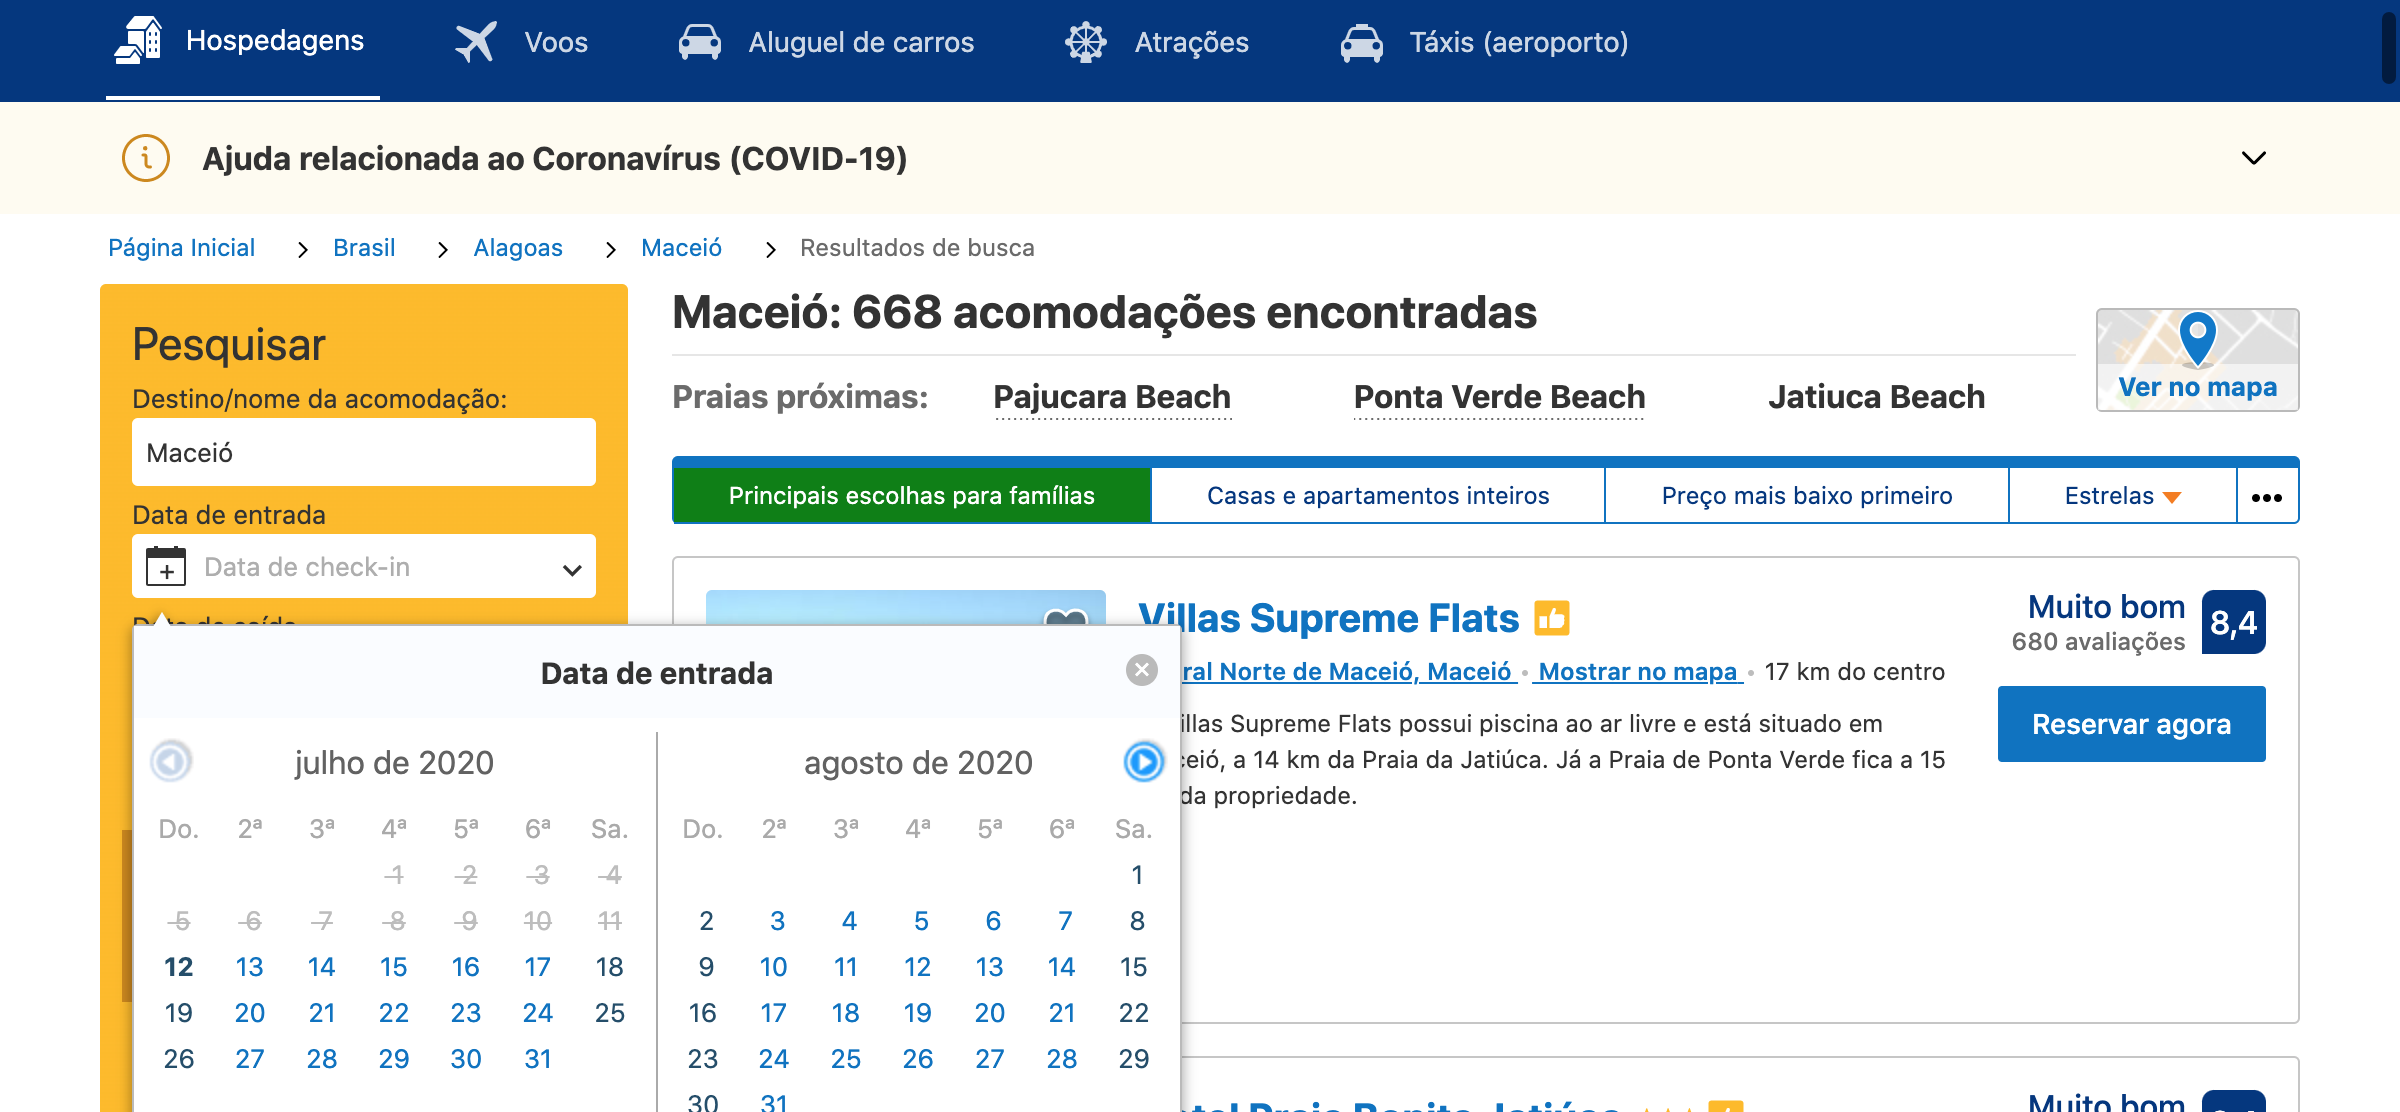 Hospedagens
Voos
Aluguel de carros
Atrações
Táxis (aeroporto)
Ajuda relacionada ao Coronavírus (COVID-19)
Página Inicial
Brasil
Alagoas
Maceió
Resultados de busca
Pesquisar
Destino/nome da acomodação:
Maceió
Data de entrada
Data de check-in
Maceió: 668 acomodações encontradas
Praias próximas:
Pajucara Beach
Ponta Verde Beach
Jatiuca Beach
Ver no mapa
Principais escolhas para famílias
Casas e apartamentos inteiros
Preço mais baixo primeiro
Estrelas
Villas Supreme Flats
Muito bom
680 avaliações
8,4
ral Norte de Maceió, Maceió • Mostrar no mapa • 17 km do centro
illas Supreme Flats possui piscina ao ar livre e está situado em
ceió, a 14 km da Praia da Jatiúca. Já a Praia de Ponta Verde fica a 15
da propriedade.
Reservar agora
Data de entrada
julho de 2020
Do. 2ª 3ª 4ª 5ª 6ª Sa.
1 2 3 4
5 6 7 8 9 10 11
12 13 14 15 16 17 18
19 20 21 22 23 24 25
26 27 28 29 30 31
agosto de 2020
Do. 2ª 3ª 4ª 5ª 6ª Sa.
1
2 3 4 5 6 7 8
9 10 11 12 13 14 15
16 17 18 19 20 21 22
23 24 25 26 27 28 29
30 31
Praia Bonita Jatiúca
Muito bom